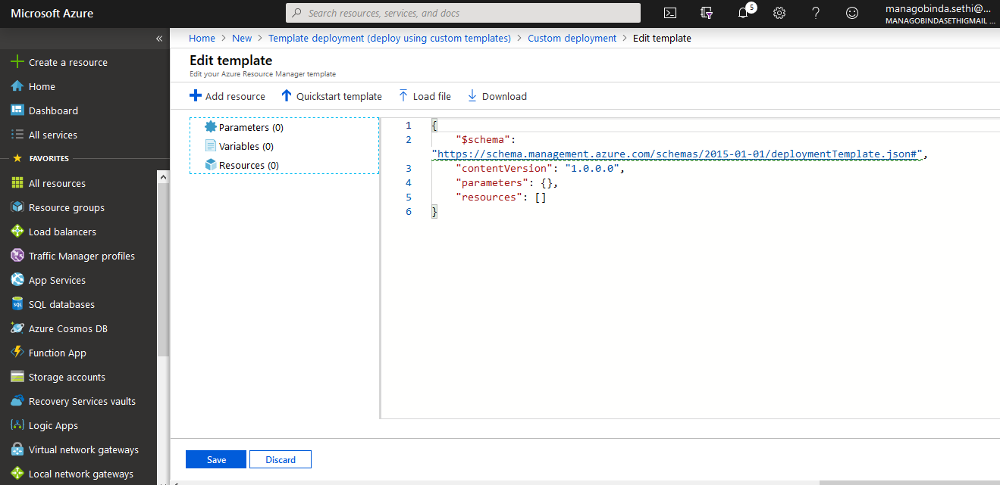 Microsoft Azure
Search resources, services, and docs
5
managobinda.sethi@...
MANAGOBINDASETHIGMAIL ...
«
Home > New > Template deployment (deploy using custom templates) > Custom deployment > Edit template
Create a resource
Home
Dashboard
All services
FAVORITES
All resources
Resource groups
Load balancers
Traffic Manager profiles
App Services
SQL databases
Azure Cosmos DB
Function App
Storage accounts
Recovery Services vaults
Logic Apps
Virtual network gateways
Local network gateways
Edit template
Edit your Azure Resource Manager template
Add resource Quickstart template Load file Download
Parameters (0)
Variables (0)
Resources (0)
1 {
2 "$schema":
"https://schema.management.azure.com/schemas/2015-01-01/deploymentTemplate.json#",
3 "contentVersion": "1.0.0.0",
4 "parameters": {},
5 "resources": []
6 }
Save Discard